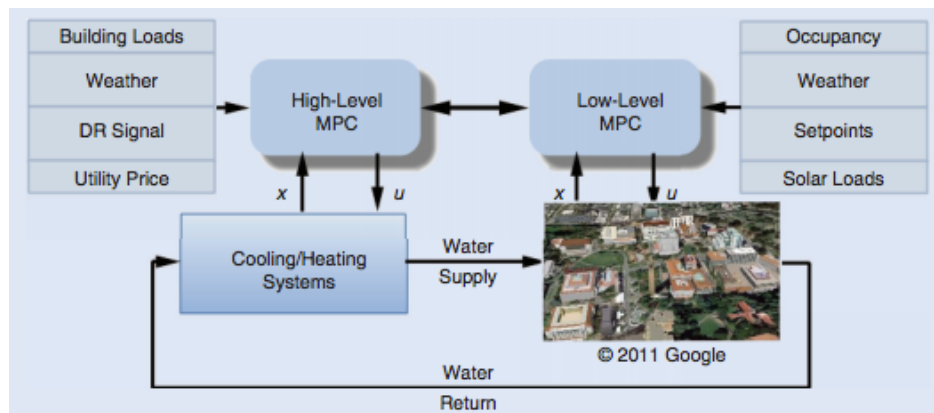 Building Loads
Weather
DR Signal
Utility Price
High-Level
MPC
Low-Level
MPC
Occupancy
Weather
Setpoints
Solar Loads
x
u
x
u
Cooling/Heating
Systems
Water
Supply
© 2011 Google
Water
Return